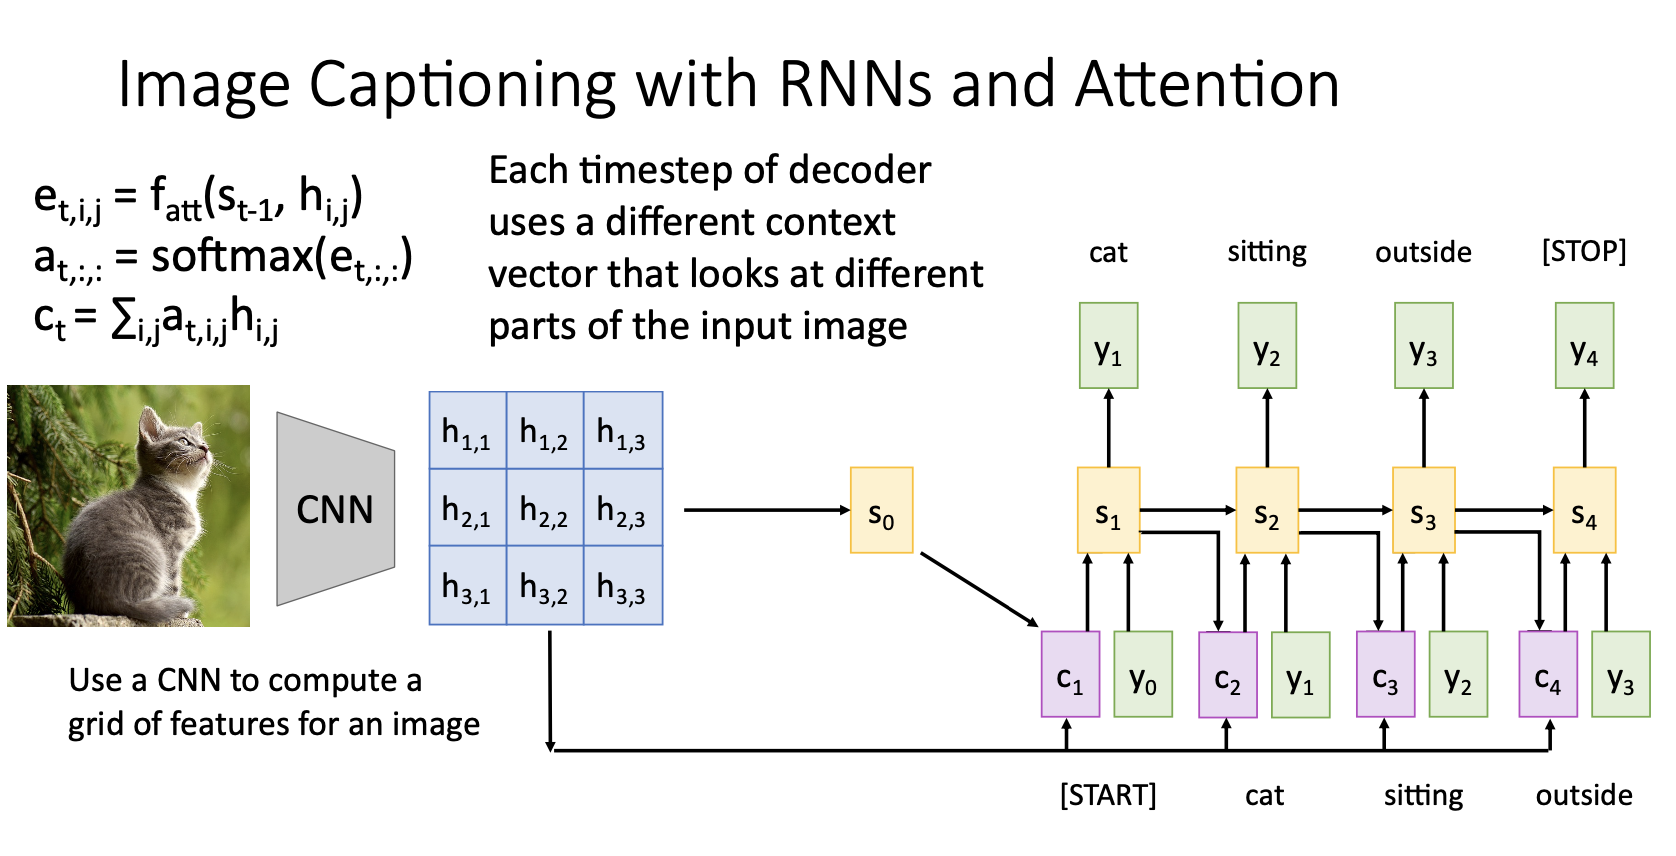 Image Captioning with RNNs and Attention
e_{t,i,j} = f_{att}(s_{t-1}, h_{i,j})
a_{t,:,:} = softmax(e_{t,:,:})
c_t = ∑_{i,j}a_{t,i,j}h_{i,j}
Each timestep of decoder
uses a different context
vector that looks at different
parts of the input image
cat sitting outside [STOP]
y_1 y_2 y_3 y_4
CNN
h_{1,1} h_{1,2} h_{1,3}
h_{2,1} h_{2,2} h_{2,3}
h_{3,1} h_{3,2} h_{3,3}
s_0 s_1 s_2 s_3 s_4
c_1 y_0 c_2 y_1 c_3 y_2 c_4 y_3
Use a CNN to compute a
grid of features for an image
[START] cat sitting outside